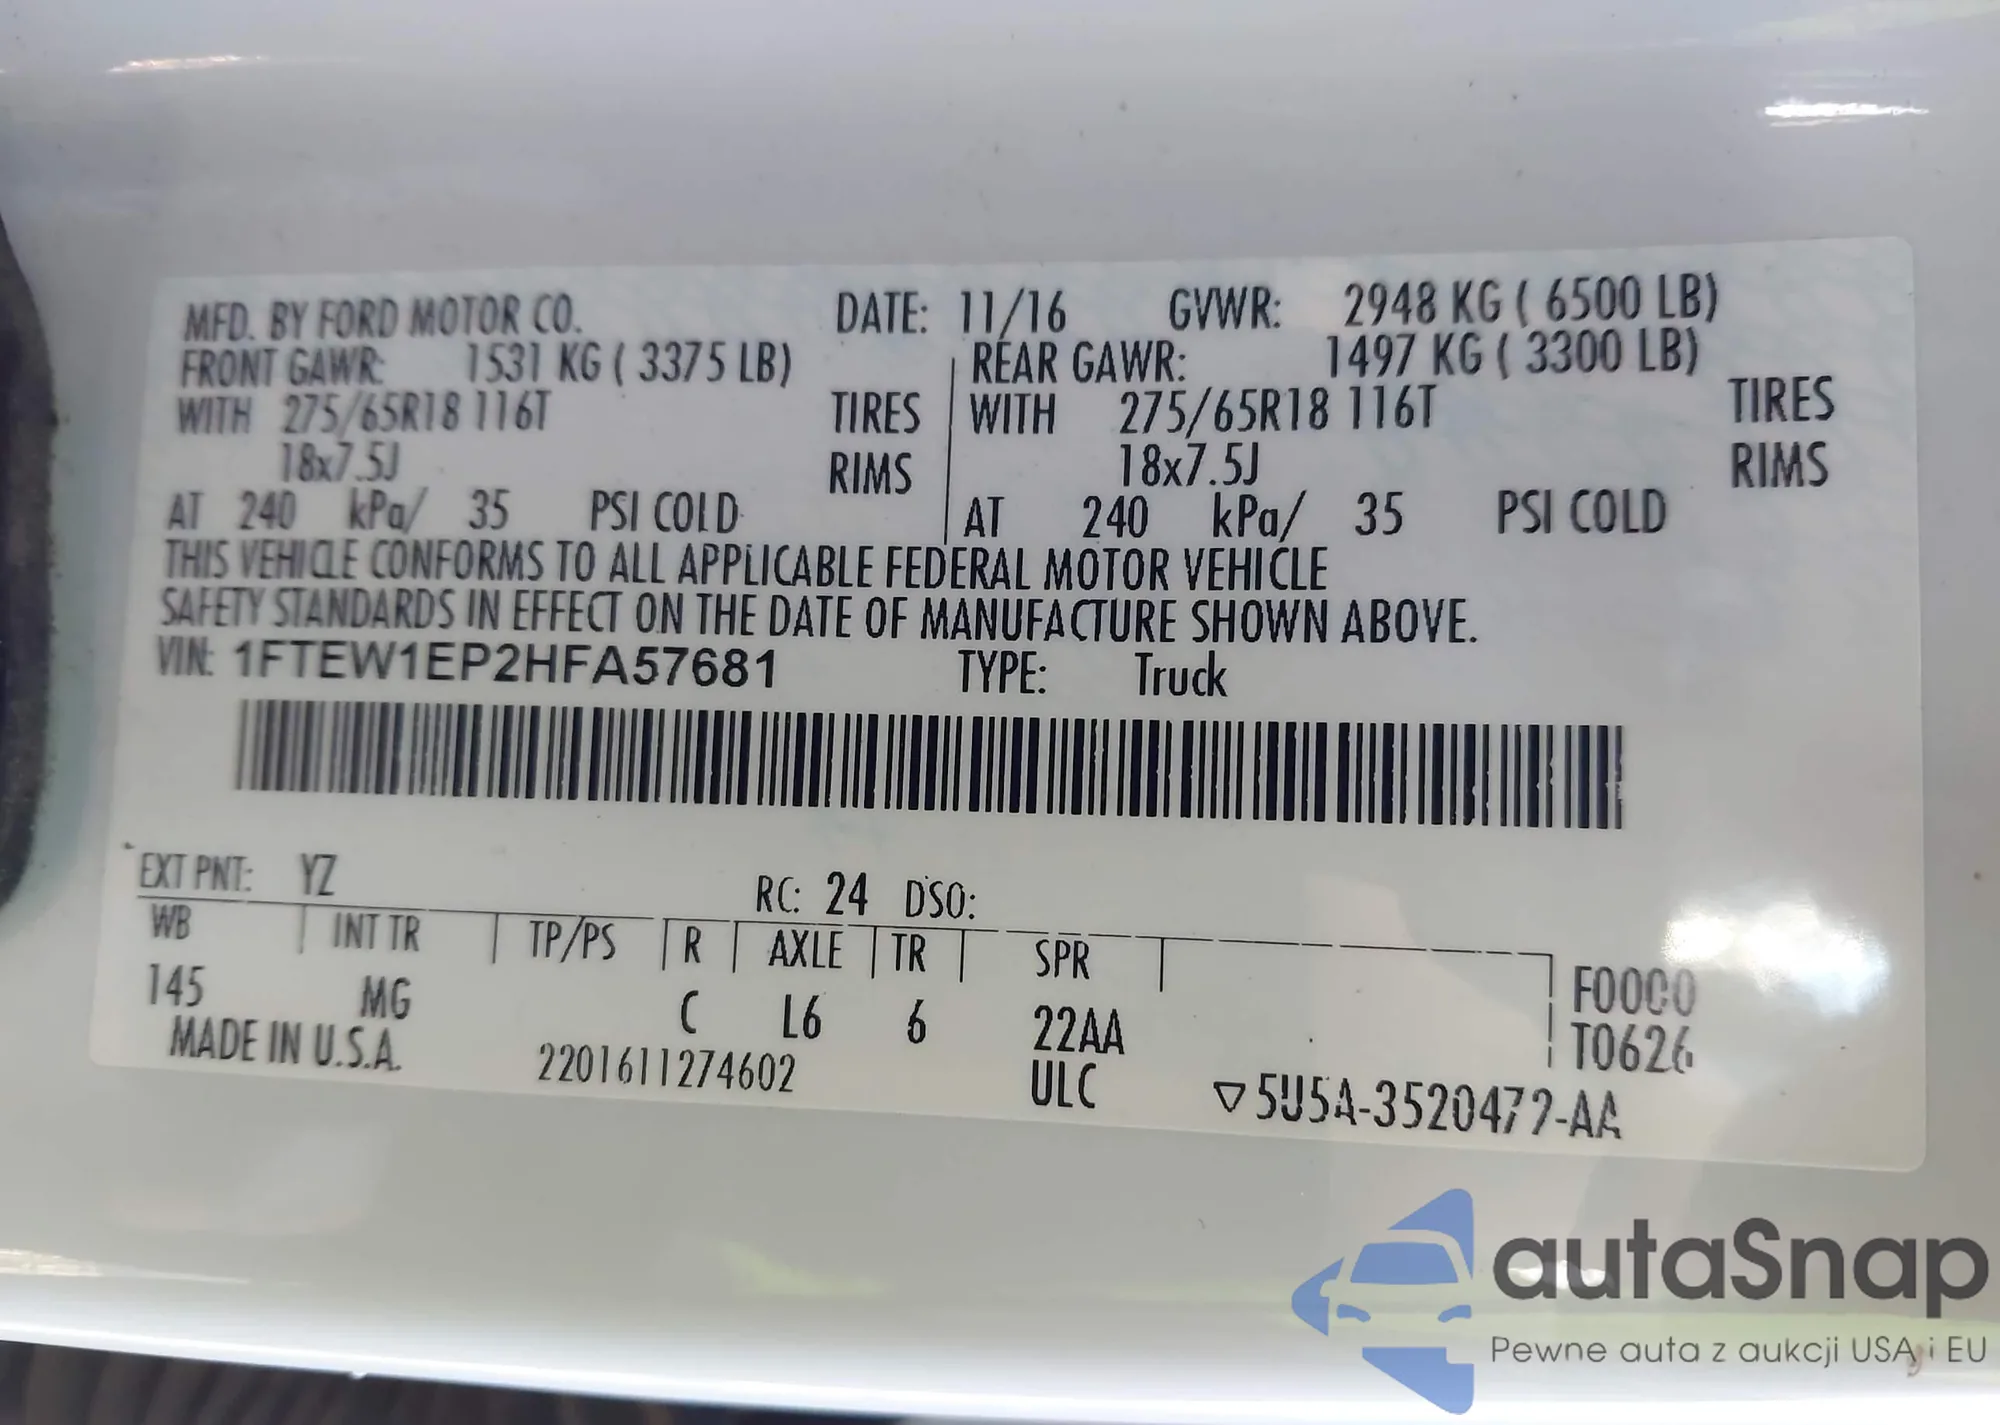 MFD. BY FORD MOTOR CO. DATE: 11/16 GVWR: 2948 KG ( 6500 LB)
FRONT GAWR: 1531 KG ( 3375 LB) REAR GAWR: 1497 KG ( 3300 LB)
WITH 275/65R18 116T TIRES WITH 275/65R18 116T TIRES
18x7.5J RIMS 18x7.5J RIMS
AT 240 kPa/ 35 PSI COLD AT 240 kPa/ 35 PSI COLD
THIS VEHICLE CONFORMS TO ALL APPLICABLE FEDERAL MOTOR VEHICLE
SAFETY STANDARDS IN EFFECT ON THE DATE OF MANUFACTURE SHOWN ABOVE.
VIN: 1FTEW1EP2HFA57681 TYPE: Truck
EXT PNT: YZ RC: 24 DSO:
WB INT TR TP/PS R AXLE TR SPR
145 MG C L6 6 22AA F0000
T0626
MADE IN U.S.A. 2201611274602 ULC ▽5U5A-3520472-AA
autaSnap
Pewne auta z aukcji USA i EU